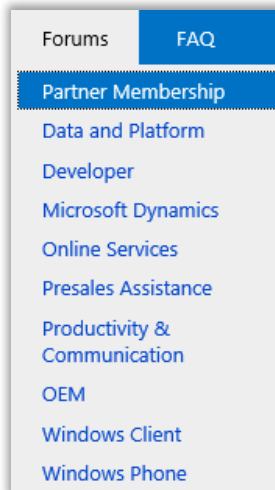 Forums FAQ
Partner Membership
Data and Platform
Developer
Microsoft Dynamics
Online Services
Presales Assistance
Productivity &
Communication
OEM
Windows Client
Windows Phone